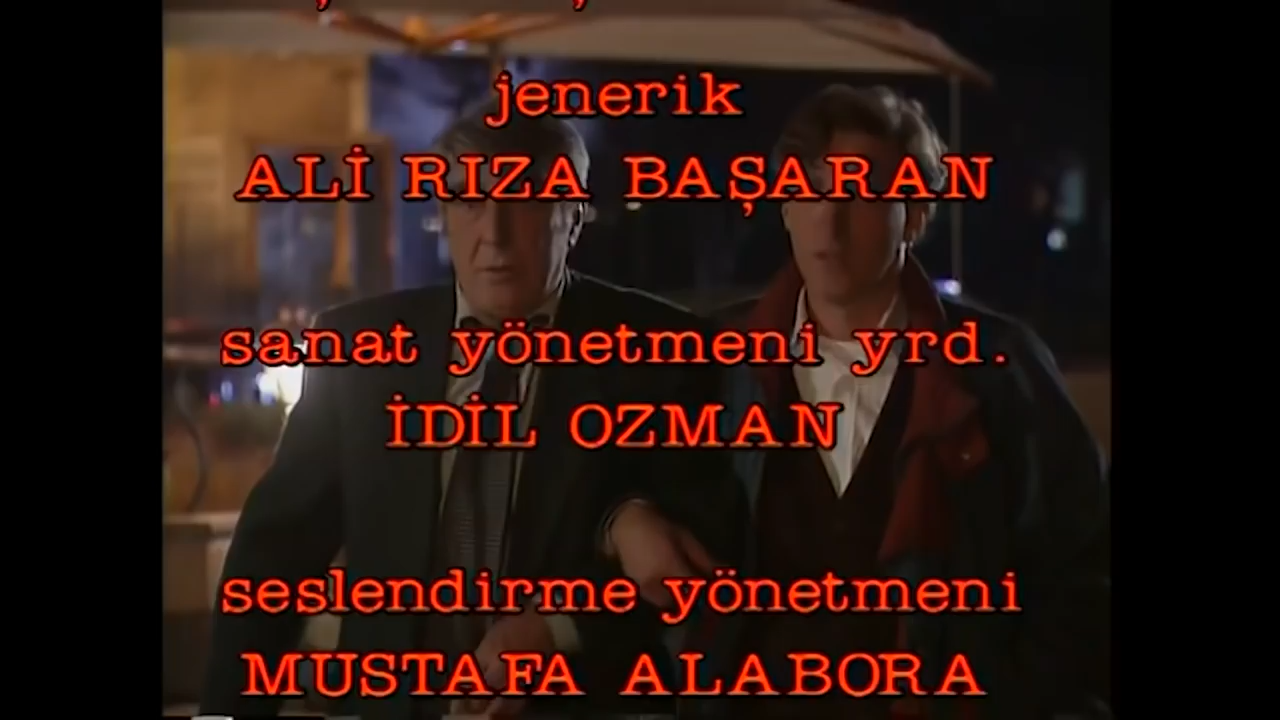 jenerik
ALİ RIZA BAŞARAN
sanat yönetmeni yrd.
İDİL OZMAN
seslendirme yönetmeni
MUSTAFA ALABORA